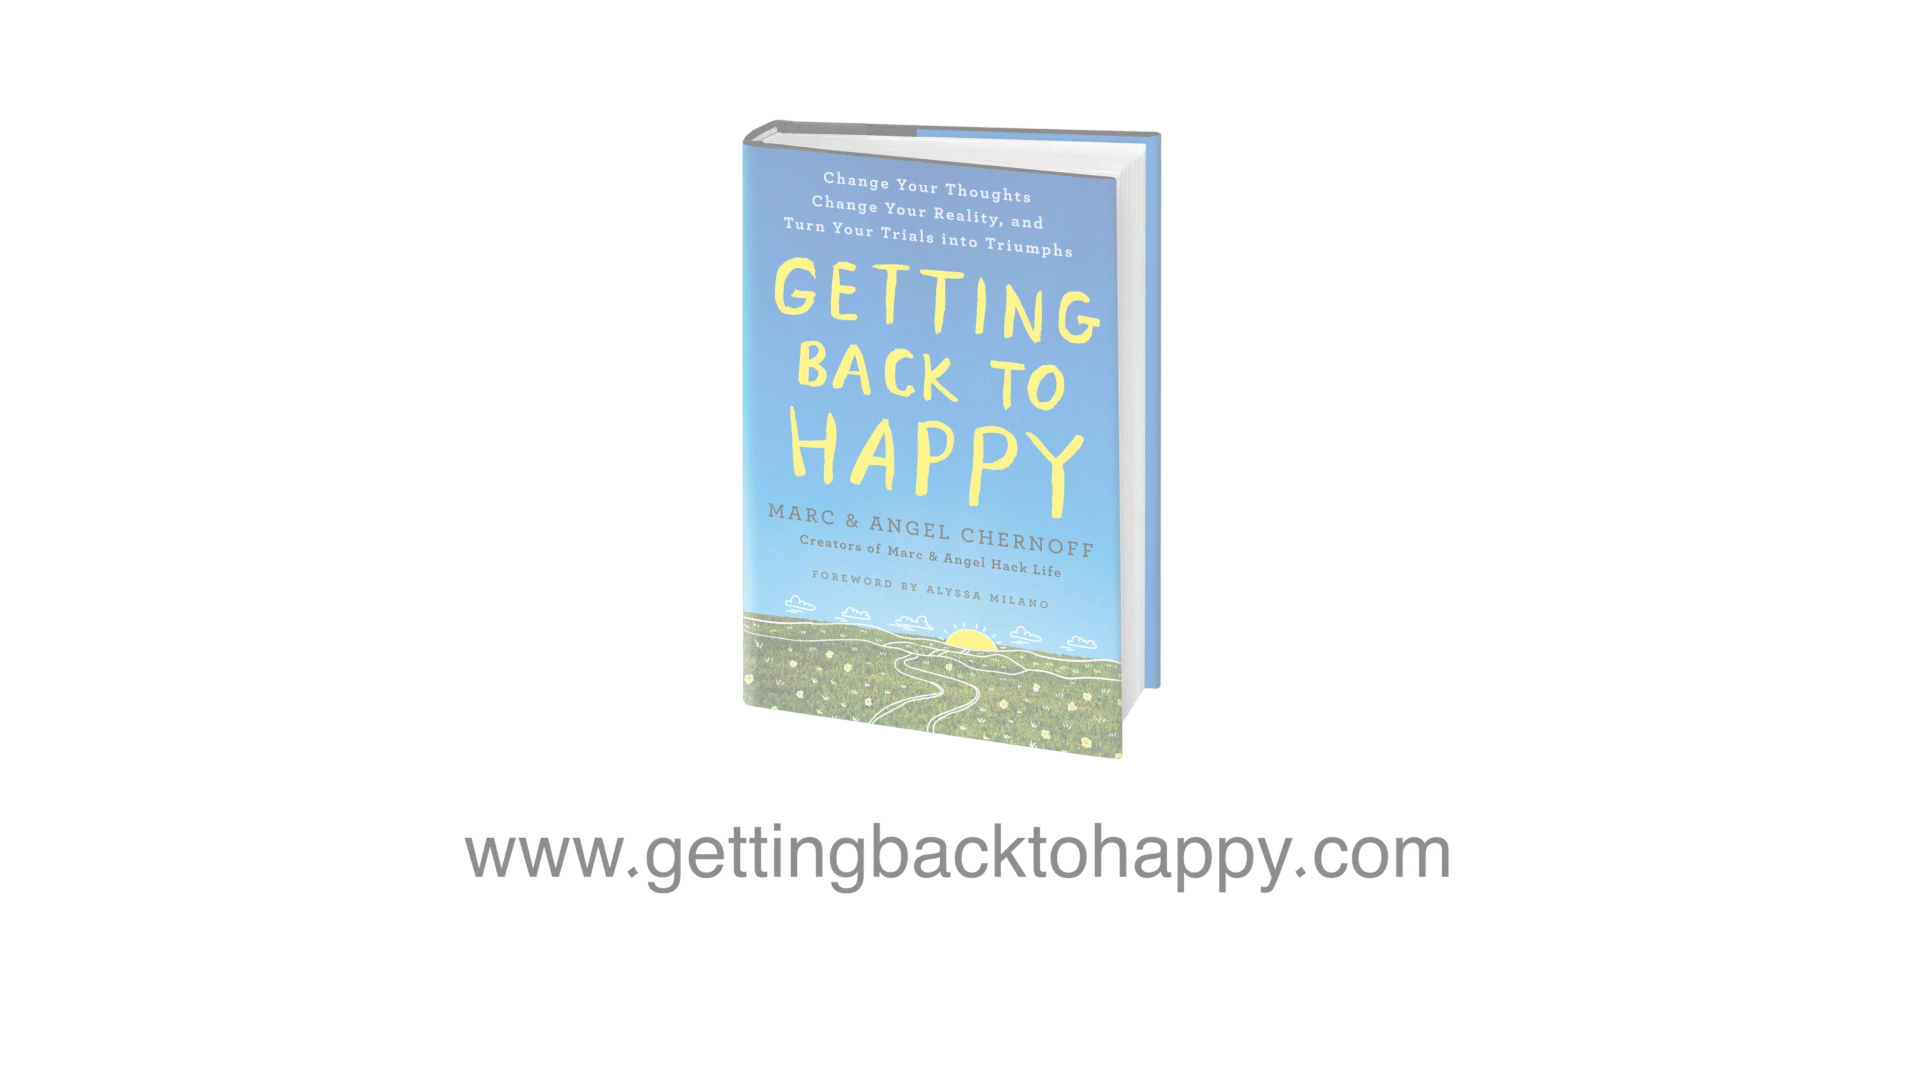 Change Your Thoughts
Change Your Reality, and
Turn Your Trials into Triumphs
GETTING
BACK TO
HAPPY
MARC & ANGEL CHERNOFF
Creators of Marc & Angel Hack Life
FOREWORD BY ALYSSA MILANO
www.gettingbacktohappy.com